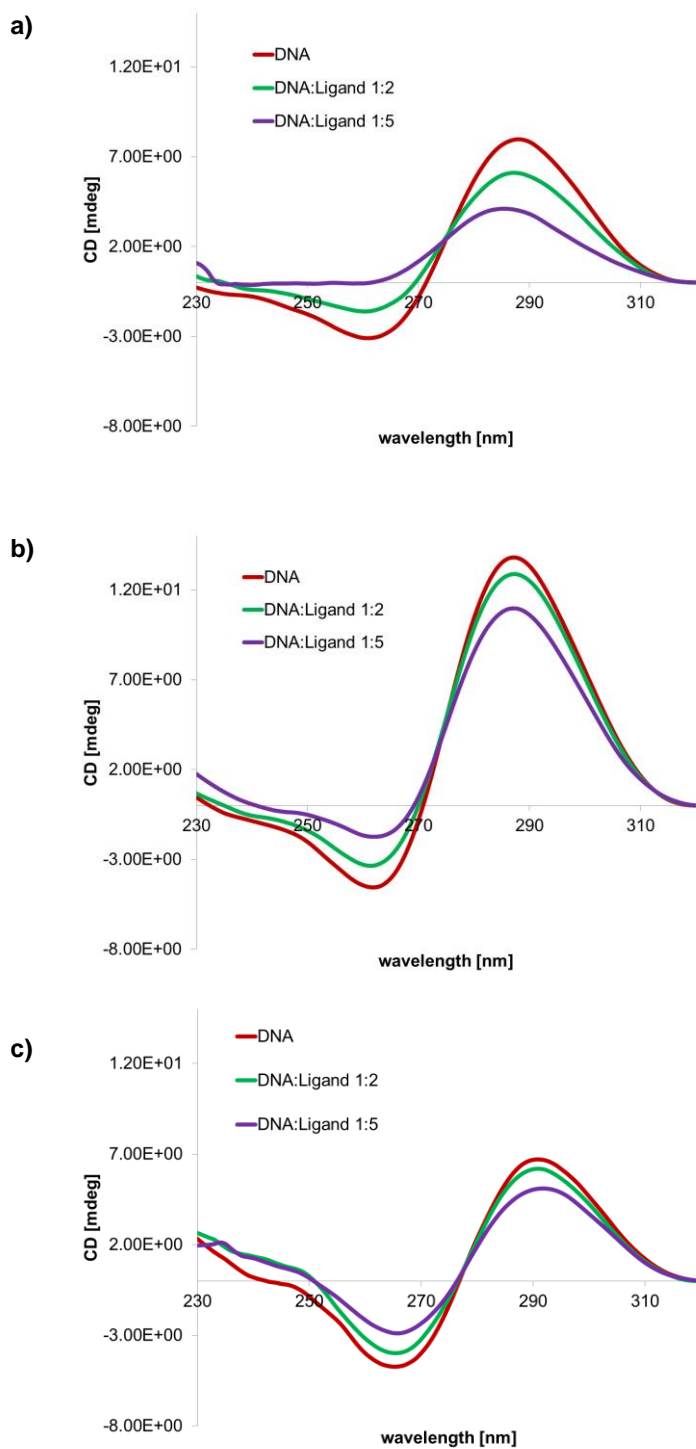 a)
DNA
DNA:Ligand 1:2
DNA:Ligand 1:5
1.20E+01
7.00E+00
2.00E+00
-3.00E+00
-8.00E+00
CD [mdeg]
230 250 270 290 310
wavelength [nm]
b)
DNA
DNA:Ligand 1:2
DNA:Ligand 1:5
1.20E+01
7.00E+00
2.00E+00
-3.00E+00
-8.00E+00
CD [mdeg]
230 250 270 290 310
wavelength [nm]
c)
DNA
DNA:Ligand 1:2
DNA:Ligand 1:5
1.20E+01
7.00E+00
2.00E+00
-3.00E+00
-8.00E+00
CD [mdeg]
230 250 270 290 310
wavelength [nm]